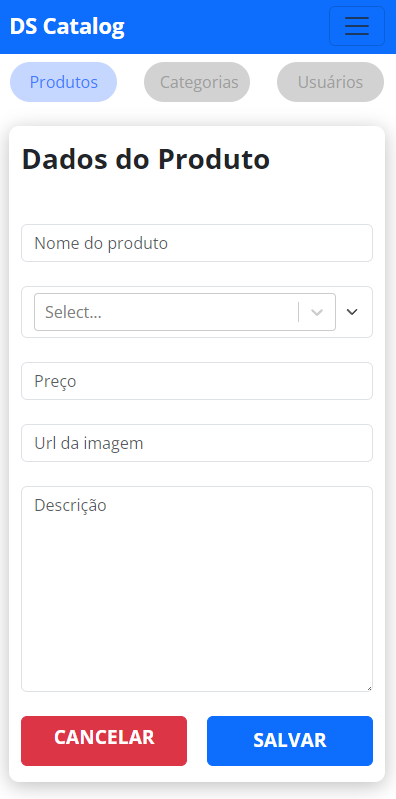 DS Catalog
Produtos Categorias Usuários
Dados do Produto
Nome do produto
Select...
Preço
Url da imagem
Descrição
CANCELAR SALVAR